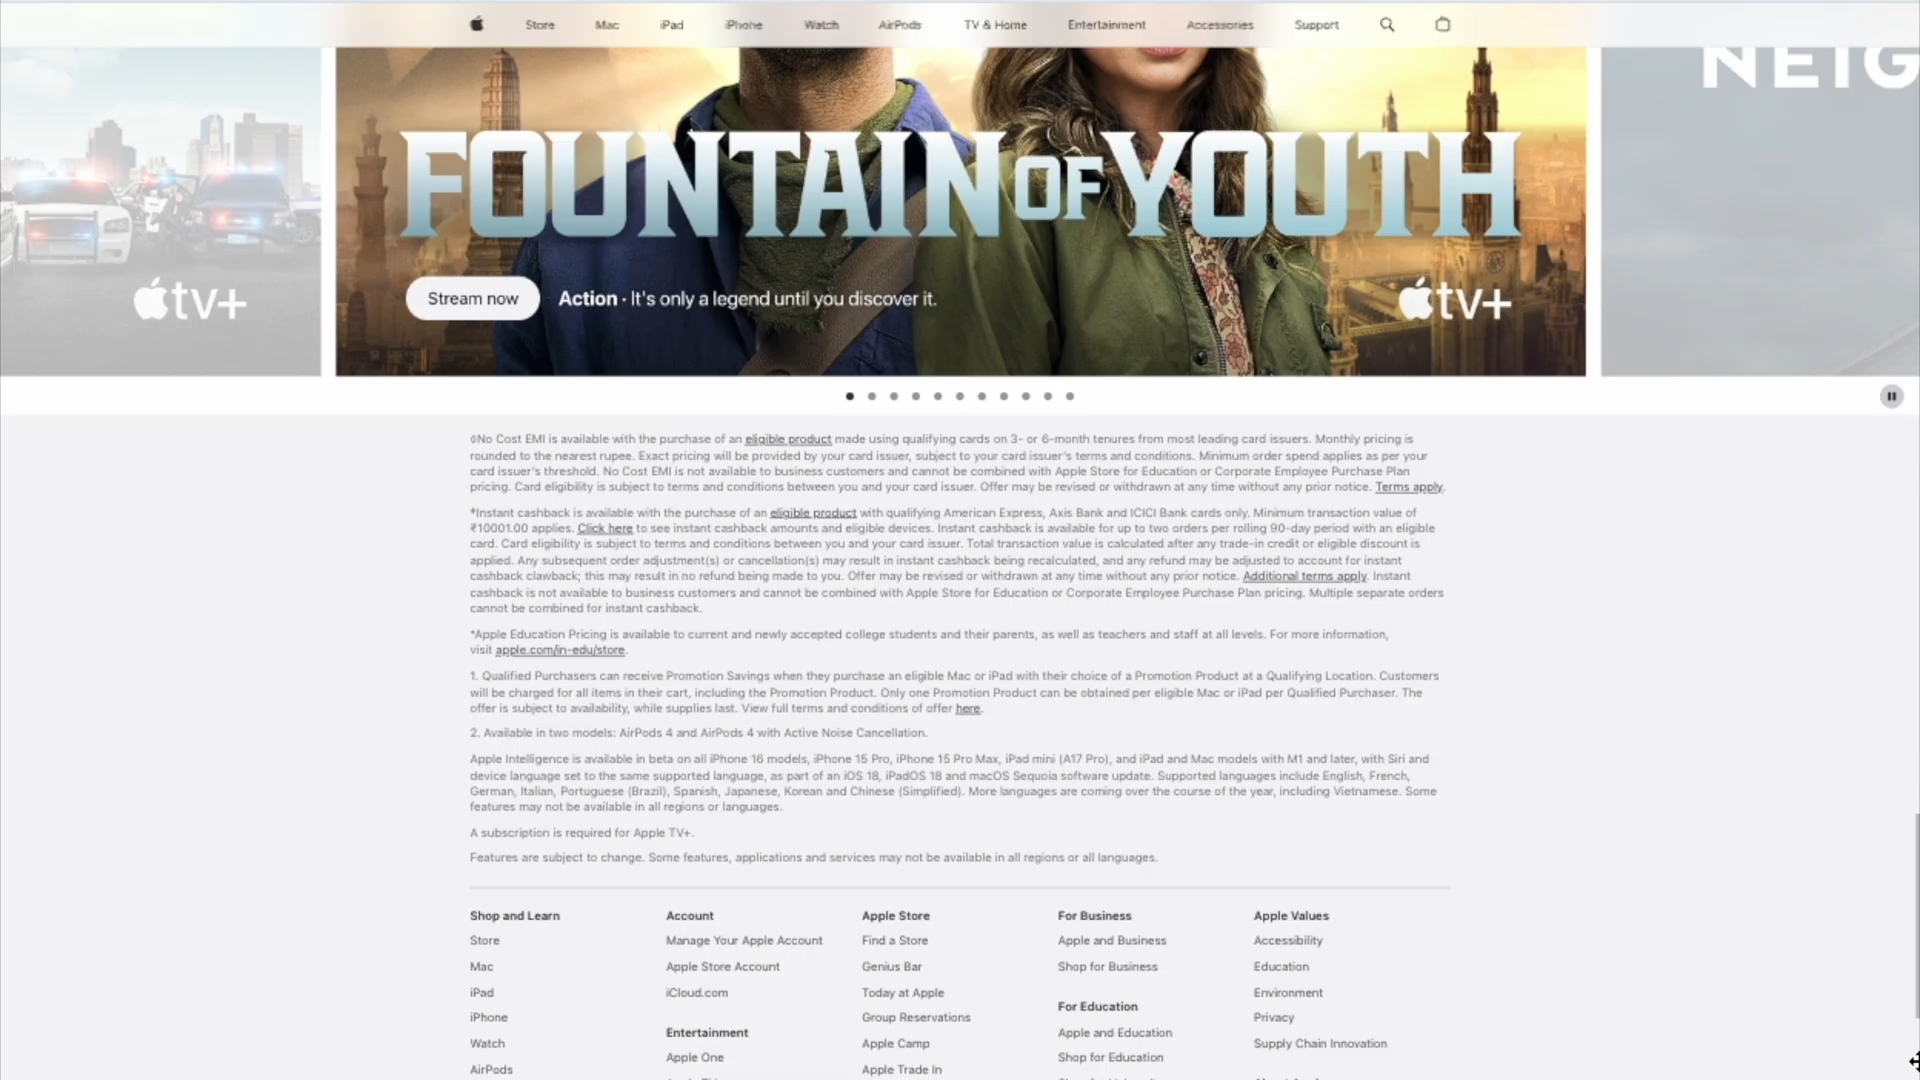 Store Mac iPad iPhone Watch AirPods TV & Home Entertainment Accessories Support
NEIG
FOUNTAIN OF YOUTH
tv+
Stream now Action · It's only a legend until you discover it.
tv+
◊No Cost EMI is available with the purchase of an eligible product made using qualifying cards on 3- or 6-month tenures from most leading card issuers. Monthly pricing is
rounded to the nearest rupee. Exact pricing will be provided by your card issuer, subject to your card issuer's terms and conditions. Minimum order spend applies as per your
card issuer's threshold. No Cost EMI is not available to business customers and cannot be combined with Apple Store for Education or Corporate Employee Purchase Plan
pricing. Card eligibility is subject to terms and conditions between you and your card issuer. Offer may be revised or withdrawn at any time without any prior notice. Terms apply.
‡Instant cashback is available with the purchase of an eligible product with qualifying American Express, Axis Bank and ICICI Bank cards only. Minimum transaction value of
₹10001.00 applies. Click here to see instant cashback amounts and eligible devices. Instant cashback is available for up to two orders per rolling 90-day period with an eligible
card. Card eligibility is subject to terms and conditions between you and your card issuer. Total transaction value is calculated after any trade-in credit or eligible discount is
applied. Any subsequent order adjustment(s) or cancellation(s) may result in instant cashback being recalculated, and any refund may be adjusted to account for instant
cashback clawback; this may result in no refund being made to you. Offer may be revised or withdrawn at any time without any prior notice. Additional terms apply. Instant
cashback is not available to business customers and cannot be combined with Apple Store for Education or Corporate Employee Purchase Plan pricing. Multiple separate orders
cannot be combined for instant cashback.
*Apple Education Pricing is available to current and newly accepted college students and their parents, as well as teachers and staff at all levels. For more information,
visit apple.com/in-edu/store.
1. Qualified Purchasers can receive Promotion Savings when they purchase an eligible Mac or iPad with their choice of a Promotion Product at a Qualifying Location. Customers
will be charged for all items in their cart, including the Promotion Product. Only one Promotion Product can be obtained per eligible Mac or iPad per Qualified Purchaser. The
offer is subject to availability, while supplies last. View full terms and conditions of offer here.
2. Available in two models: AirPods 4 and AirPods 4 with Active Noise Cancellation.
Apple Intelligence is available in beta on all iPhone 16 models, iPhone 15 Pro, iPhone 15 Pro Max, iPad mini (A17 Pro), and iPad and Mac models with M1 and later, with Siri and
device language set to the same supported language, as part of an iOS 18, iPadOS 18 and macOS Sequoia software update. Supported languages include English, French,
German, Italian, Portuguese (Brazil), Spanish, Japanese, Korean and Chinese (Simplified). More languages are coming over the course of the year, including Vietnamese. Some
features may not be available in all regions or languages.
A subscription is required for Apple TV+.
Features are subject to change. Some features, applications and services may not be available in all regions or all languages.
Shop and Learn
Store
Mac
iPad
iPhone
Watch
AirPods
Account
Manage Your Apple Account
Apple Store Account
iCloud.com
Entertainment
Apple One
Apple Store
Find a Store
Genius Bar
Today at Apple
Group Reservations
Apple Camp
Apple Trade In
For Business
Apple and Business
Shop for Business
For Education
Apple and Education
Shop for Education
Apple Values
Accessibility
Education
Environment
Privacy
Supply Chain Innovation